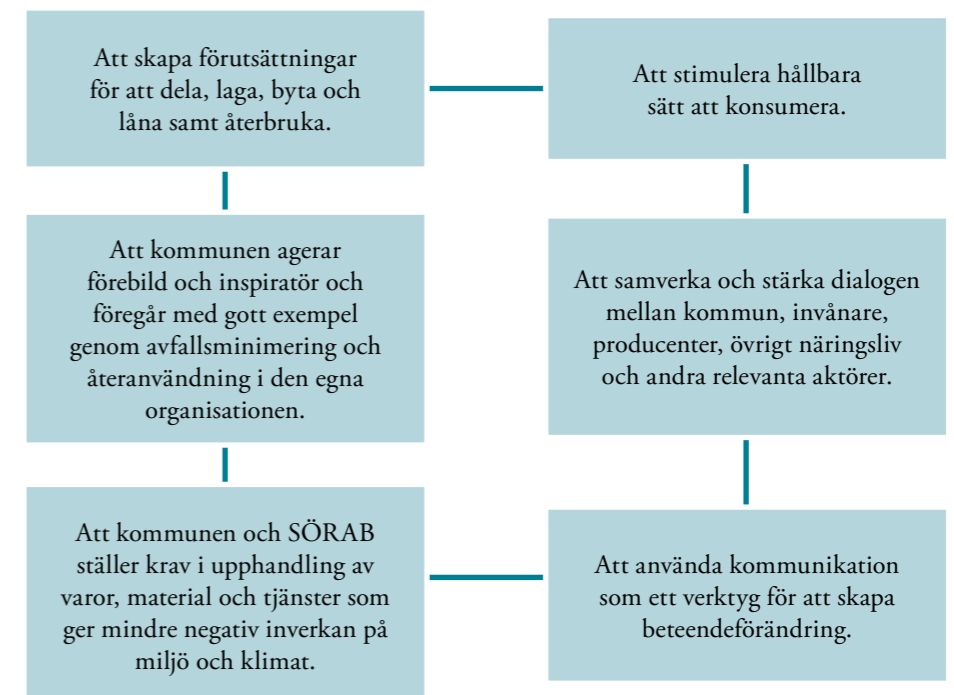 Att skapa förutsättningar
för att dela, laga, byta och
låna samt återbruka.
Att stimulera hållbara
sätt att konsumera.
Att kommunen agerar
förebild och inspiratör och
föregår med gott exempel
genom avfallsminimering och
återanvändning i den egna
organisationen.
Att samverka och stärka dialogen
mellan kommun, invånare,
producenter, övrigt näringsliv
och andra relevanta aktörer.
Att kommunen och SÖRAB
ställer krav i upphandling av
varor, material och tjänster som
ger mindre negativ inverkan på
miljö och klimat.
Att använda kommunikation
som ett verktyg för att skapa
beteendeförändring.